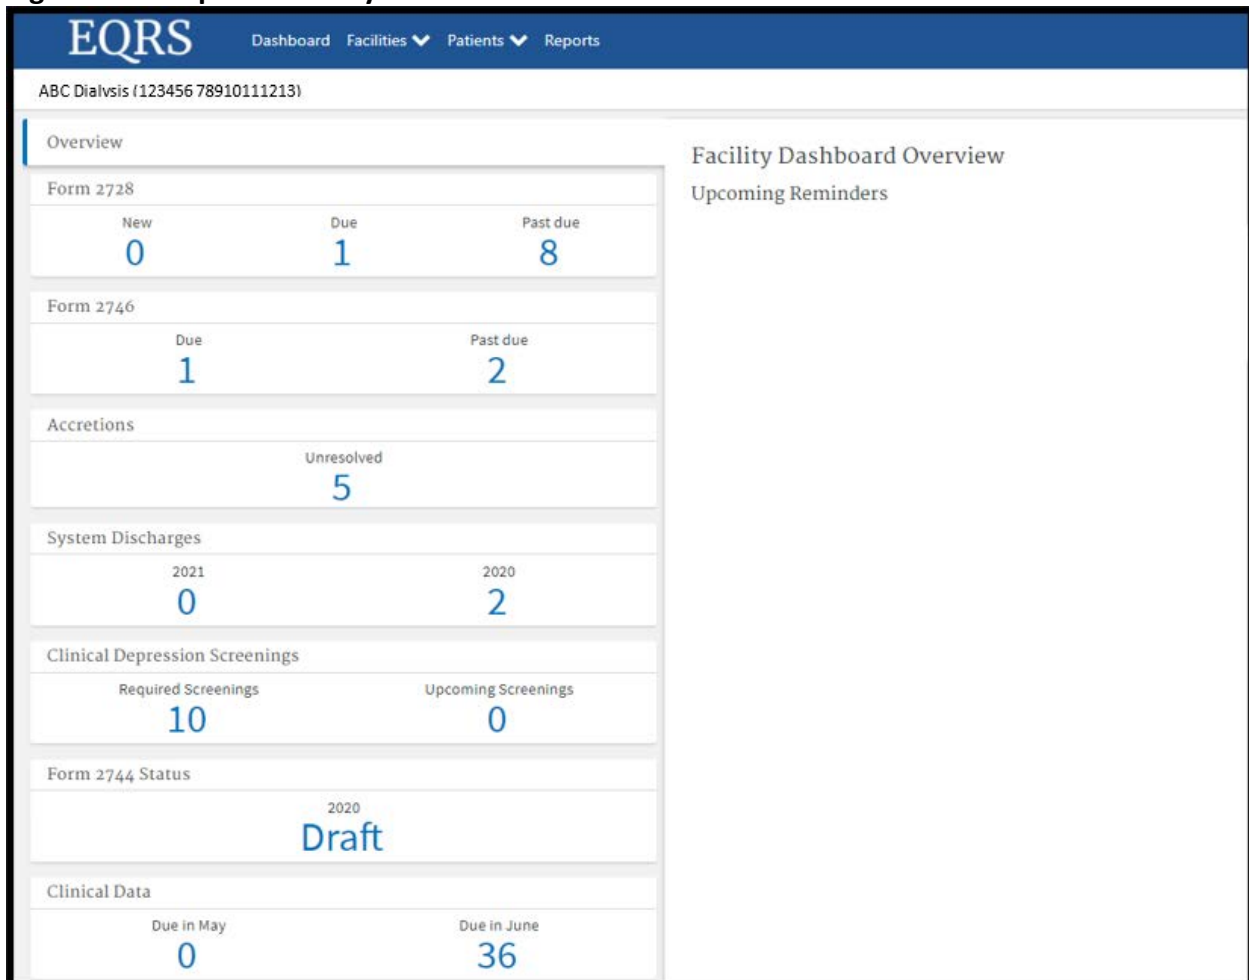 EQRS Dashboard Facilities Patients Reports
ABC Dialysis (123456 78910111213)
Overview
Form 2728
New Due Past due
0 1 8
Form 2746
Due Past due
1 2
Accretions
Unresolved
5
System Discharges
2021 2020
0 2
Clinical Depression Screenings
Required Screenings Upcoming Screenings
10 0
Form 2744 Status
2020
Draft
Clinical Data
Due in May Due in June
0 36
Facility Dashboard Overview
Upcoming Reminders